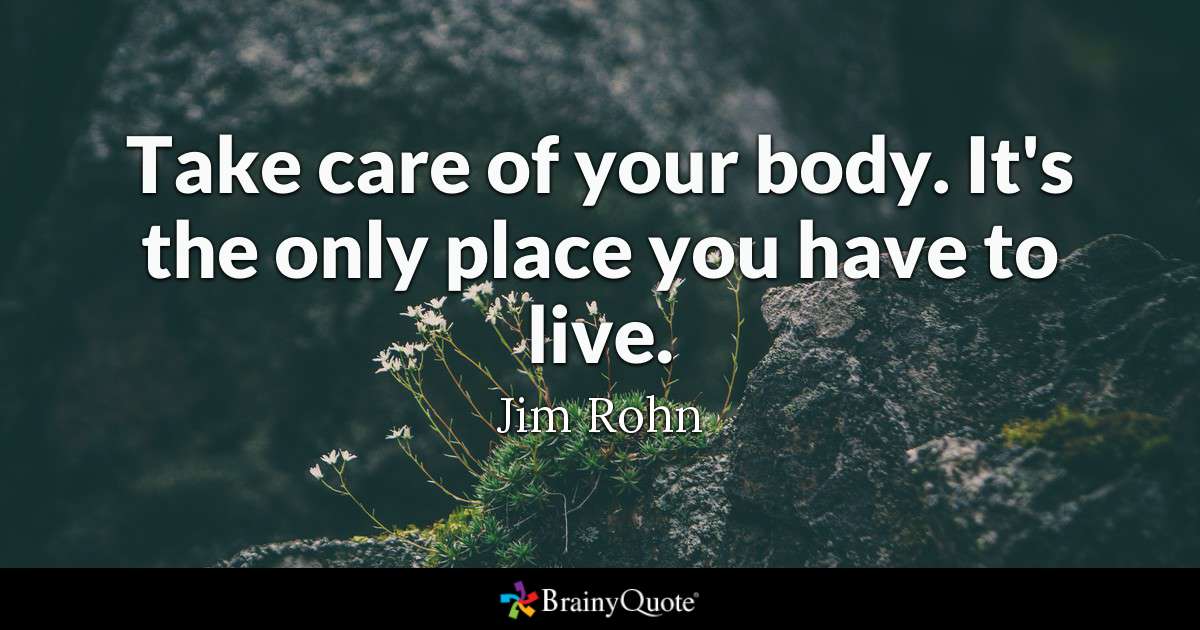 Take care of your body. It's
the only place you have to
live.
Jim Rohn
BrainyQuote®